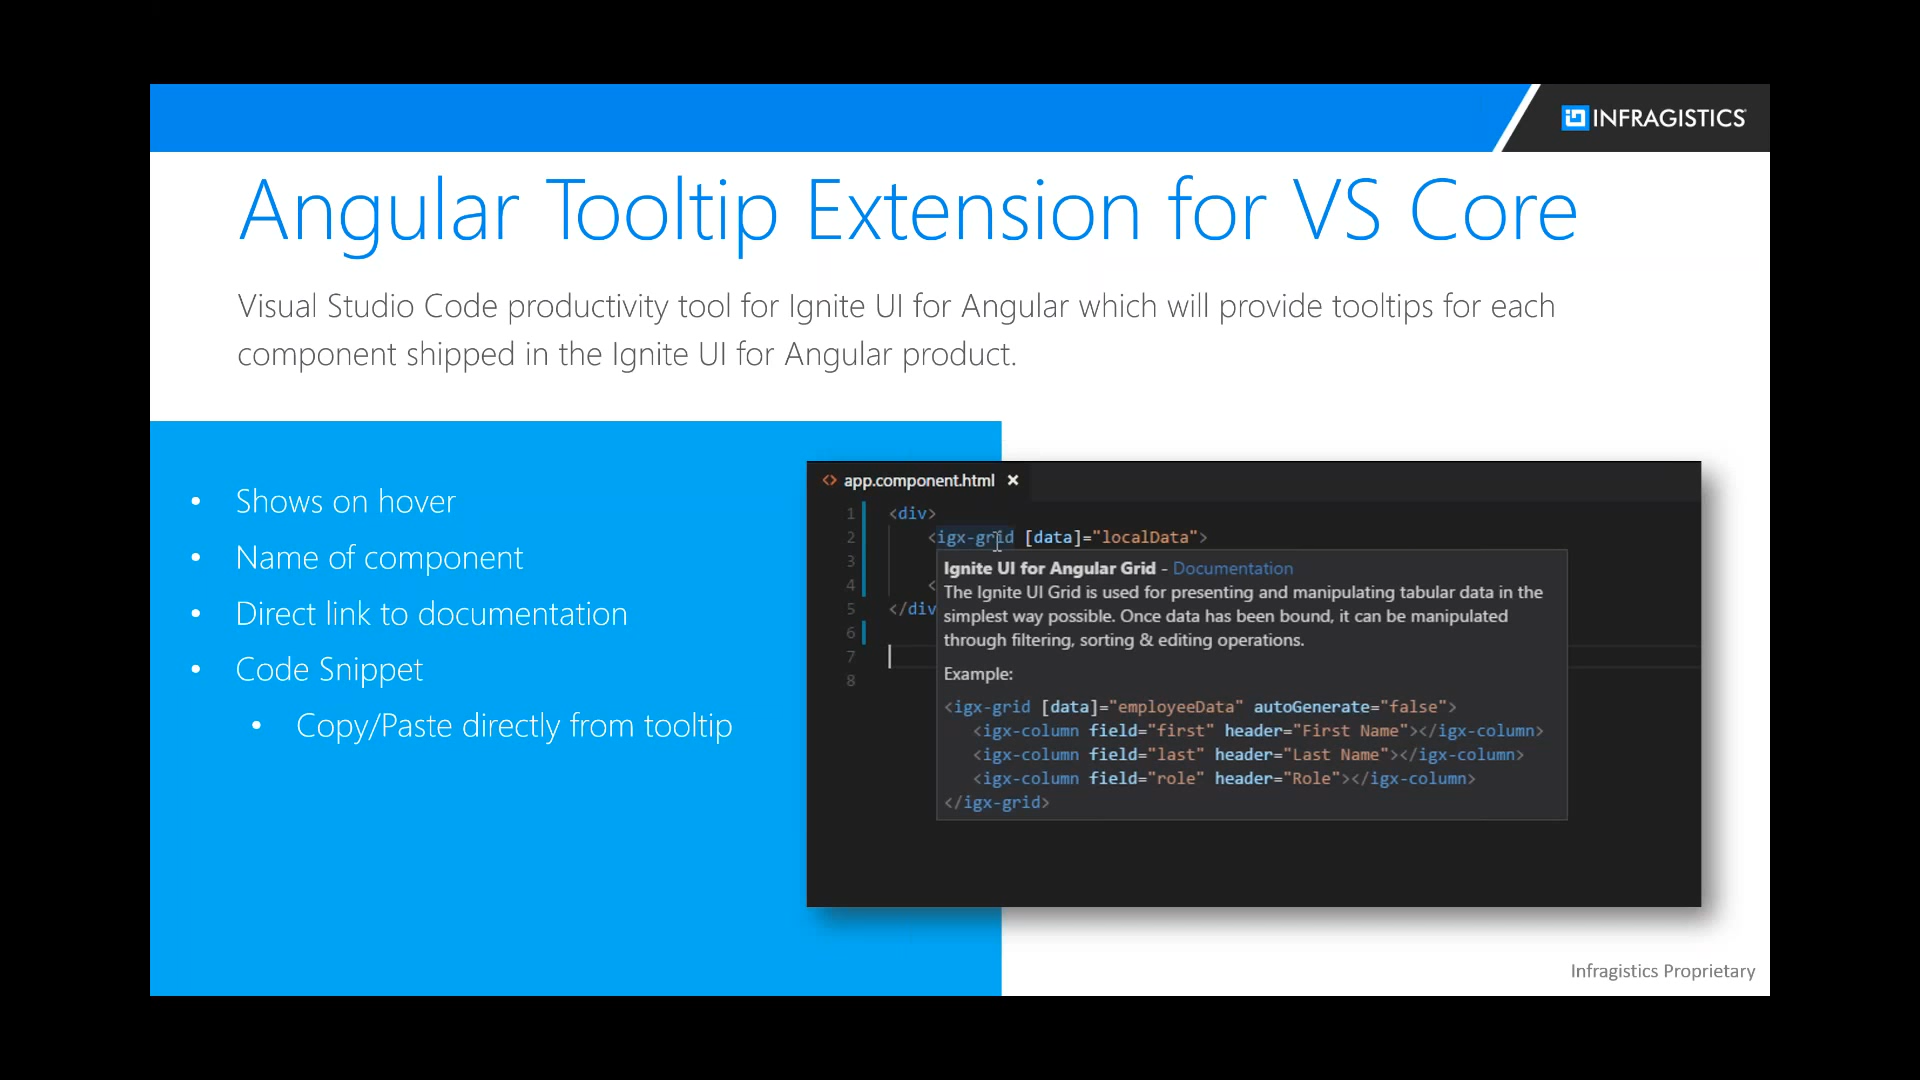 INFRAGISTICS
Angular Tooltip Extension for VS Core
Visual Studio Code productivity tool for Ignite UI for Angular which will provide tooltips for each
component shipped in the Ignite UI for Angular product.
• Shows on hover
• Name of component
• Direct link to documentation
• Code Snippet
• Copy/Paste directly from tooltip
<> app.component.html ×
1 <div>
2 <igx-grid [data]="localData">
3
4 <
5 </div
6
7
8
Ignite UI for Angular Grid - Documentation
The Ignite UI Grid is used for presenting and manipulating tabular data in the
simplest way possible. Once data has been bound, it can be manipulated
through filtering, sorting & editing operations.
Example:
<igx-grid [data]="employeeData" autoGenerate="false">
<igx-column field="first" header="First Name"></igx-column>
<igx-column field="last" header="Last Name"></igx-column>
<igx-column field="role" header="Role"></igx-column>
</igx-grid>
Infragistics Proprietary